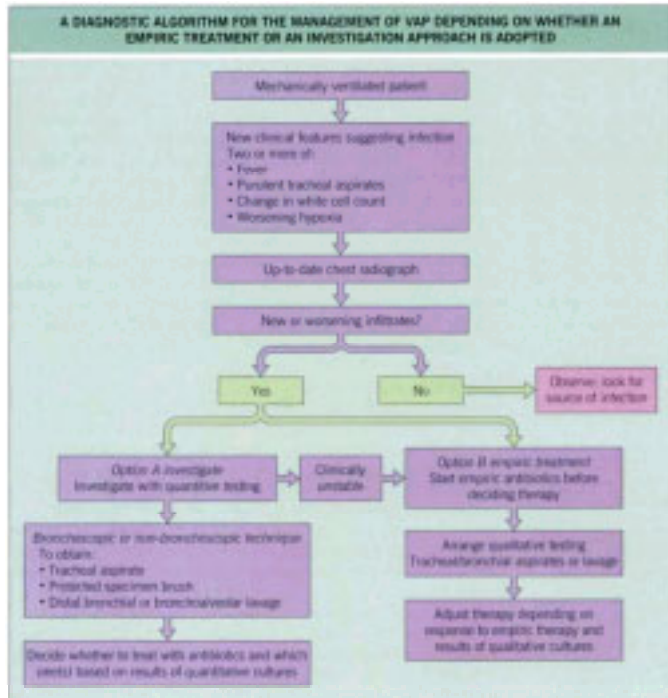 A DIAGNOSTIC ALGORITHM FOR THE MANAGEMENT OF VAP DEPENDING ON WHETHER AN
EMPIRIC TREATMENT OR AN INVESTIGATION APPROACH IS ADOPTED
Mechanically ventilated patient
New clinical features suggesting infection
Two or more of:
• Fever
• Purulent tracheal aspirates
• Change in white cell count
• Worsening hypoxia
Up-to-date chest radiograph
New or worsening infiltrates?
Yes
No
Observe: look for
source of infection
Option A investigate
Investigate with quantitive testing
Clinically
unstable
Option B empiric treatment
Start empiric antibiotics before
deciding therapy
Bronchoscopic or non-bronchoscopic technique
To obtain:
• Tracheal aspirate
• Protected specimen brush
• Distal bronchial or bronchoalveolar lavage
Arrange qualitative testing
Tracheal/bronchial aspirates or lavage
Decide whether to treat with antibiotics and which
one(s) based on results of quantitative cultures
Adjust therapy depending on
response to empiric therapy and
results of qualitative cultures